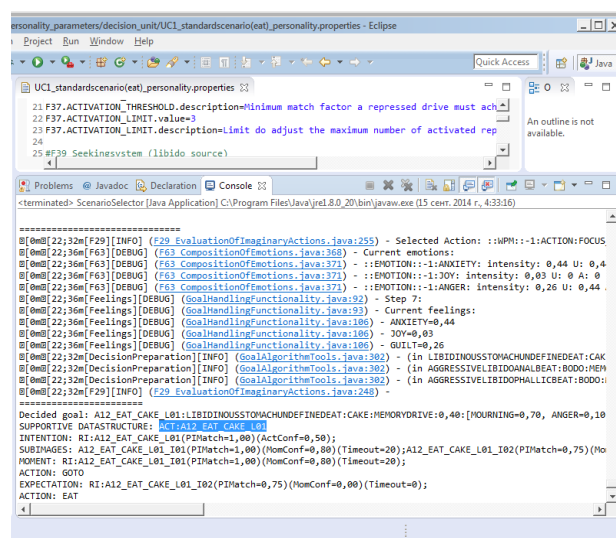 ersonality_parameters/decision_unit/UC1_standardscenario(eat)_personality.properties - Eclipse
Project Run Window Help
Quick Access
Java
UC1_standardscenario(eat)_personality.properties
21 F37.ACTIVATION_THRESHOLD.description=Minimum match factor a repressed drive must ach
22 F37.ACTIVATION_LIMIT.value=3
23 F37.ACTIVATION_LIMIT.description=Limit do adjust the maximum number of activated rep
24
25 #F39 Seekingsystem (libido source)
O
An outline is not
available.
Problems @ Javadoc Declaration Console
<terminated> ScenarioSelector [Java Application] C:\Program Files\Java\jre1.8.0_20\bin\javaw.exe (15 сент. 2014 г., 4:33:16)
==============================
[0m[22;32m[F29][INFO] (F29_EvaluationOfImaginaryActions.java:255) - Selected Action: ::WPM::-1:ACTION:FOCUS_
[0m[22;36m[F63][DEBUG] (F63_CompositionOfEmotions.java:368) - Current emotions:
[0m[22;36m[F63][DEBUG] (F63_CompositionOfEmotions.java:371) - ::EMOTION::-1:ANXIETY: intensity: 0,44 U: 0,4
[0m[22;36m[F63][DEBUG] (F63_CompositionOfEmotions.java:371) - ::EMOTION::-1:JOY: intensity: 0,03 U: 0 A: 0
[0m[22;36m[F63][DEBUG] (F63_CompositionOfEmotions.java:371) - ::EMOTION::-1:ANGER: intensity: 0,26 U: 0,44
[0m[22;36m[Feelings][DEBUG] (GoalHandlingFunctionality.java:92) - Step 7:
[0m[22;36m[Feelings][DEBUG] (GoalHandlingFunctionality.java:93) - Current feelings:
[0m[22;36m[Feelings][DEBUG] (GoalHandlingFunctionality.java:106) - ANXIETY=0,44
[0m[22;36m[Feelings][DEBUG] (GoalHandlingFunctionality.java:106) - JOY=0,03
[0m[22;36m[Feelings][DEBUG] (GoalHandlingFunctionality.java:106) - GUILT=0,26
[0m[22;32m[DecisionPreparation][INFO] (GoalAlgorithmTools.java:302) - (in LIBIDINOUSSTOMACHUNDEFINEDEAT:CAK
[0m[22;32m[DecisionPreparation][INFO] (GoalAlgorithmTools.java:302) - (in AGGRESSIVELIBIDOANALBEAT:BODO:MEM
[0m[22;32m[DecisionPreparation][INFO] (GoalAlgorithmTools.java:302) - (in AGGRESSIVELIBIDOPHALLICBEAT:BODO:
[0m[22;32m[F29][INFO] (F29_EvaluationOfImaginaryActions.java:248) -
=======================
Decided goal: A12_EAT_CAKE_L01:LIBIDINOUSSTOMACHUNDEFINEDEAT:CAKE:MEMORYDRIVE:0,40:[MOURNING=0,70, ANGER=0,10
SUPPORTIVE DATASTRUCTURE: ACT:A12_EAT_CAKE_L01
INTENTION: RI:A12_EAT_CAKE_L01(PIMatch=1,00)(ActConf=0,50);
SUBIMAGES: A12_EAT_CAKE_L01_I01(PIMatch=1,00)(MomConf=0,80)(Timeout=20);A12_EAT_CAKE_L01_I02(PIMatch=0,75)(Mo
MOMENT: RI:A12_EAT_CAKE_L01_I01(PIMatch=1,00)(MomConf=0,80)(Timeout=20);
ACTION: GOTO
EXPECTATION: RI:A12_EAT_CAKE_L01_I02(PIMatch=0,75)(MomConf=0,00)(Timeout=0);
ACTION: EAT